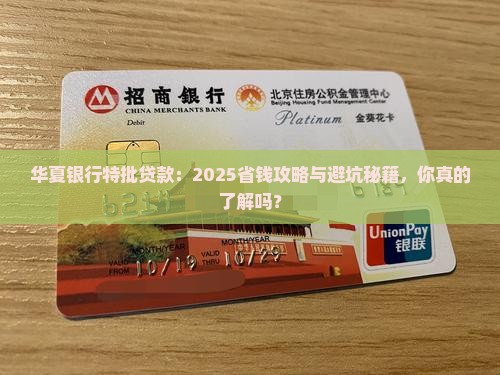 招商银行
CHINA MERCHANTS BANK
Debit
北京住房公积金管理中心
Beijing Housing Fund Management Center
Platinum 金葵花卡
华夏银行特批贷款：2025省钱攻略与避坑秘籍，你真的
了解吗？
MONTH/YEAR
MONTH/YEAR
VALID
FROM
10/19
VALID
THRU
10/29
UnionPay
银联